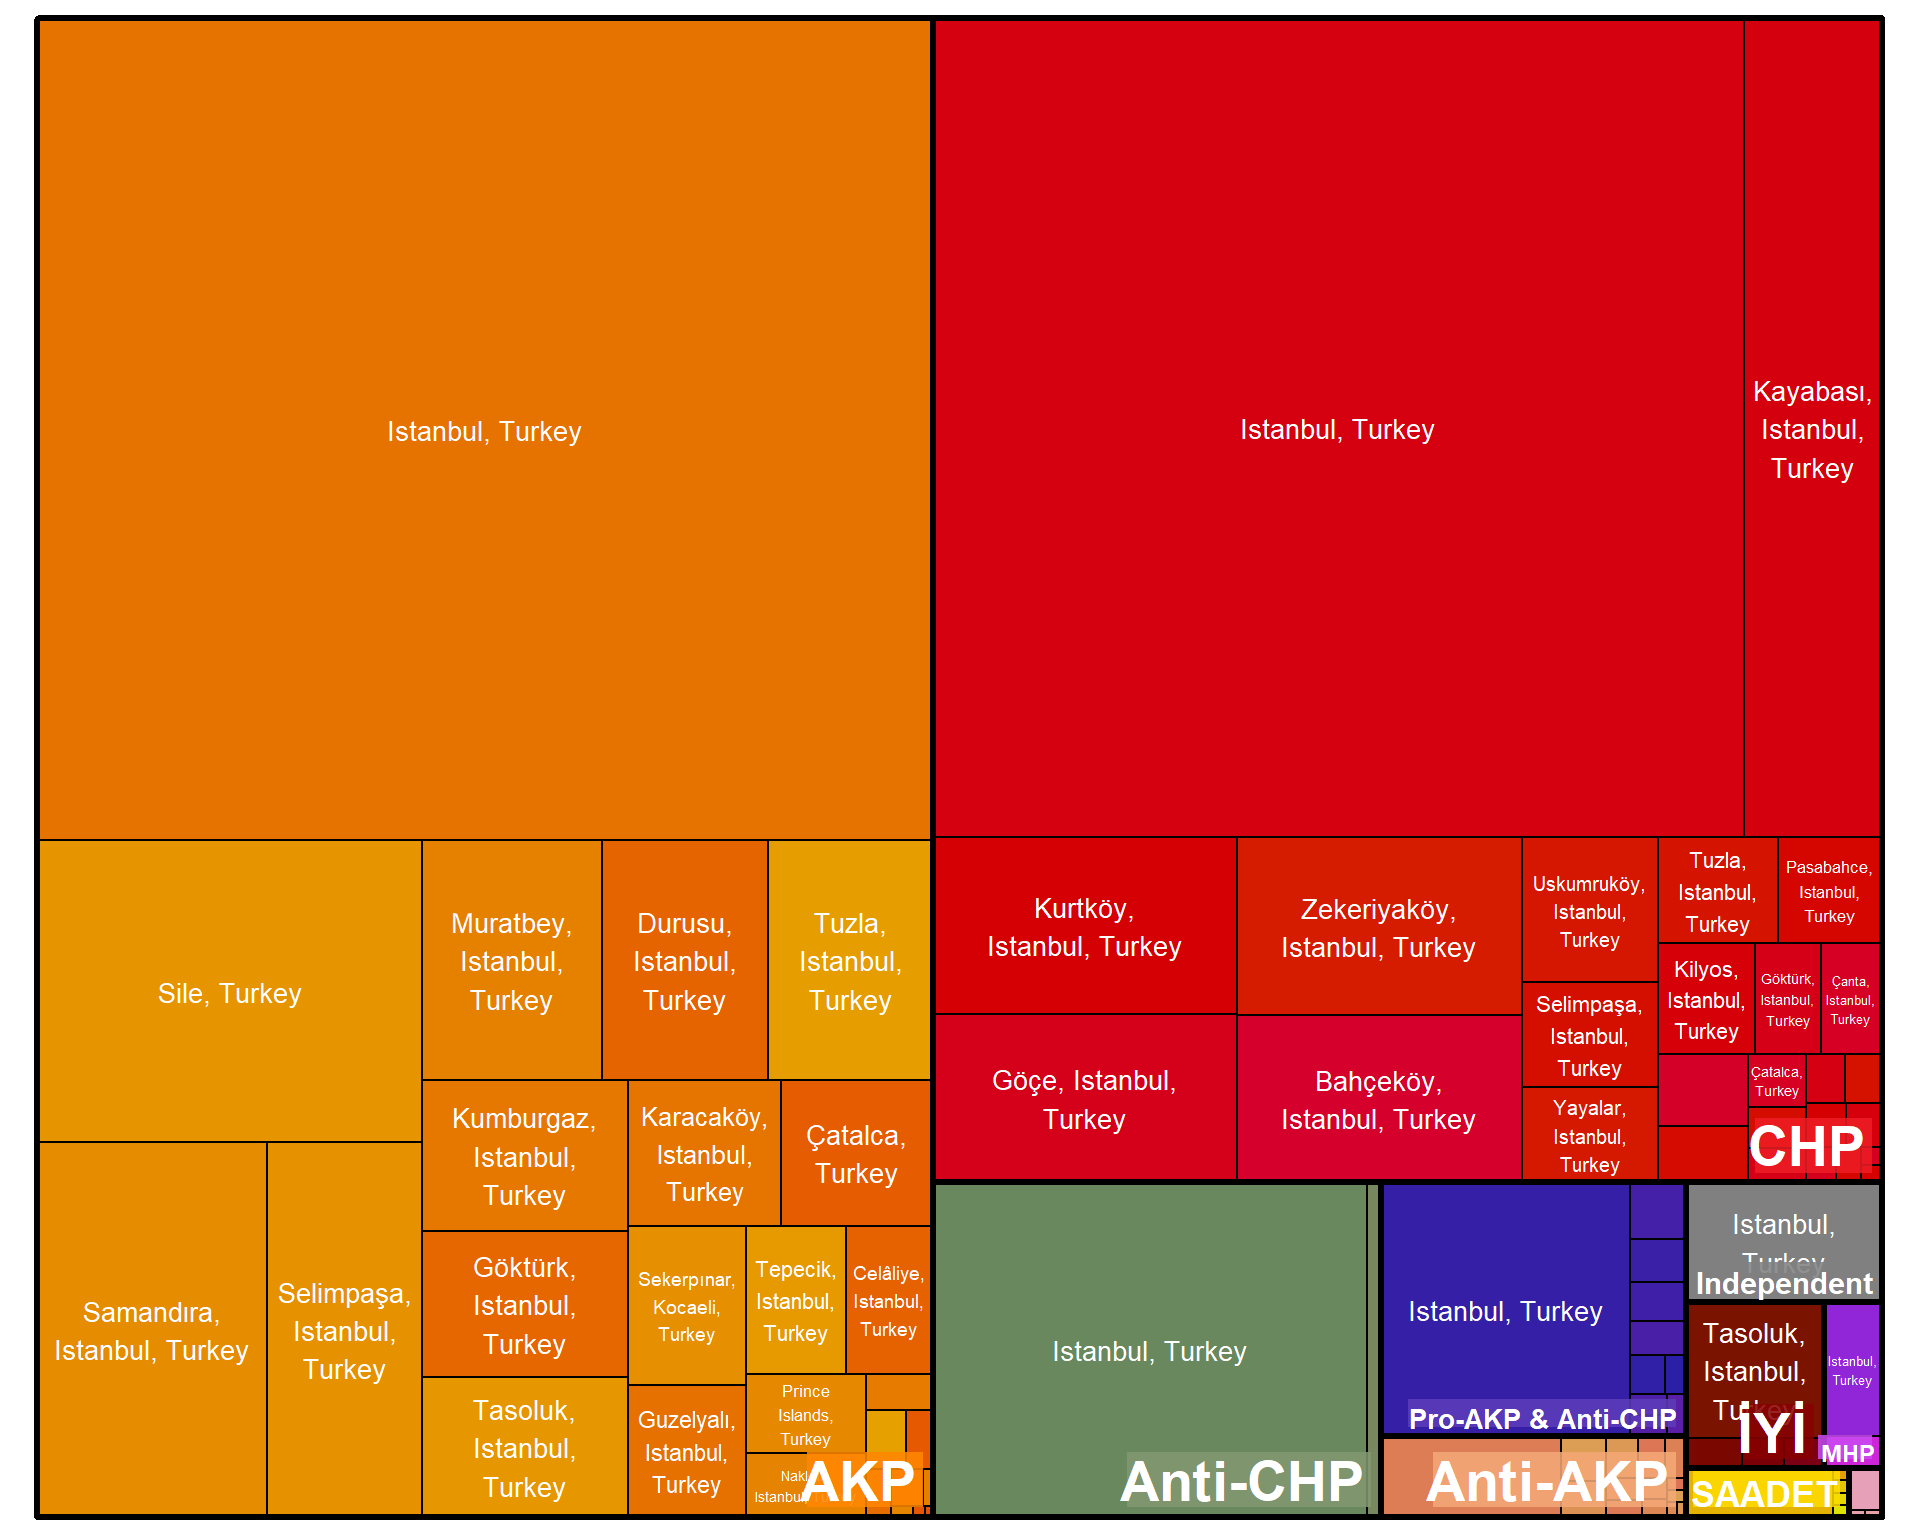 Istanbul, Turkey
Sile, Turkey
Muratbey,
Istanbul,
Turkey
Durusu,
Istanbul,
Turkey
Tuzla,
Istanbul,
Turkey
Samandıra,
Istanbul, Turkey
Selimpaşa,
Istanbul,
Turkey
Kumburgaz,
Istanbul,
Turkey
Karacaköy,
Istanbul,
Turkey
Çatalca,
Turkey
Göktürk,
Istanbul,
Turkey
Sekerpınar,
Kocaeli,
Turkey
Tepecik,
Istanbul,
Turkey
Celâliye,
Istanbul,
Turkey
Tasoluk,
Istanbul,
Turkey
Guzelyalı,
Istanbul,
Turkey
Prince
Islands,
Turkey
Istanbul,
AKP
Istanbul, Turkey
Kayabası,
Istanbul,
Turkey
Kurtköy,
Istanbul, Turkey
Zekeriyaköy,
Istanbul, Turkey
Göçe, Istanbul,
Turkey
Bahçeköy,
Istanbul, Turkey
Uskumruköy,
Istanbul,
Turkey
Selimpaşa,
Istanbul,
Turkey
Yayalar,
Istanbul,
Turkey
Tuzla,
Istanbul,
Turkey
Pasabahce,
Istanbul,
Turkey
Kilyos,
Istanbul,
Turkey
Göktürk,
Istanbul,
Turkey
Çanta,
Istanbul,
Turkey
Çatalca,
Turkey
CHP
Istanbul, Turkey
Anti-CHP
Istanbul, Turkey
Pro-AKP & Anti-CHP
Anti-AKP
Istanbul,
Turkey
Independent
Tasoluk,
Istanbul,
Turkey
İYİ
Istanbul,
Turkey
MHP
SAADET